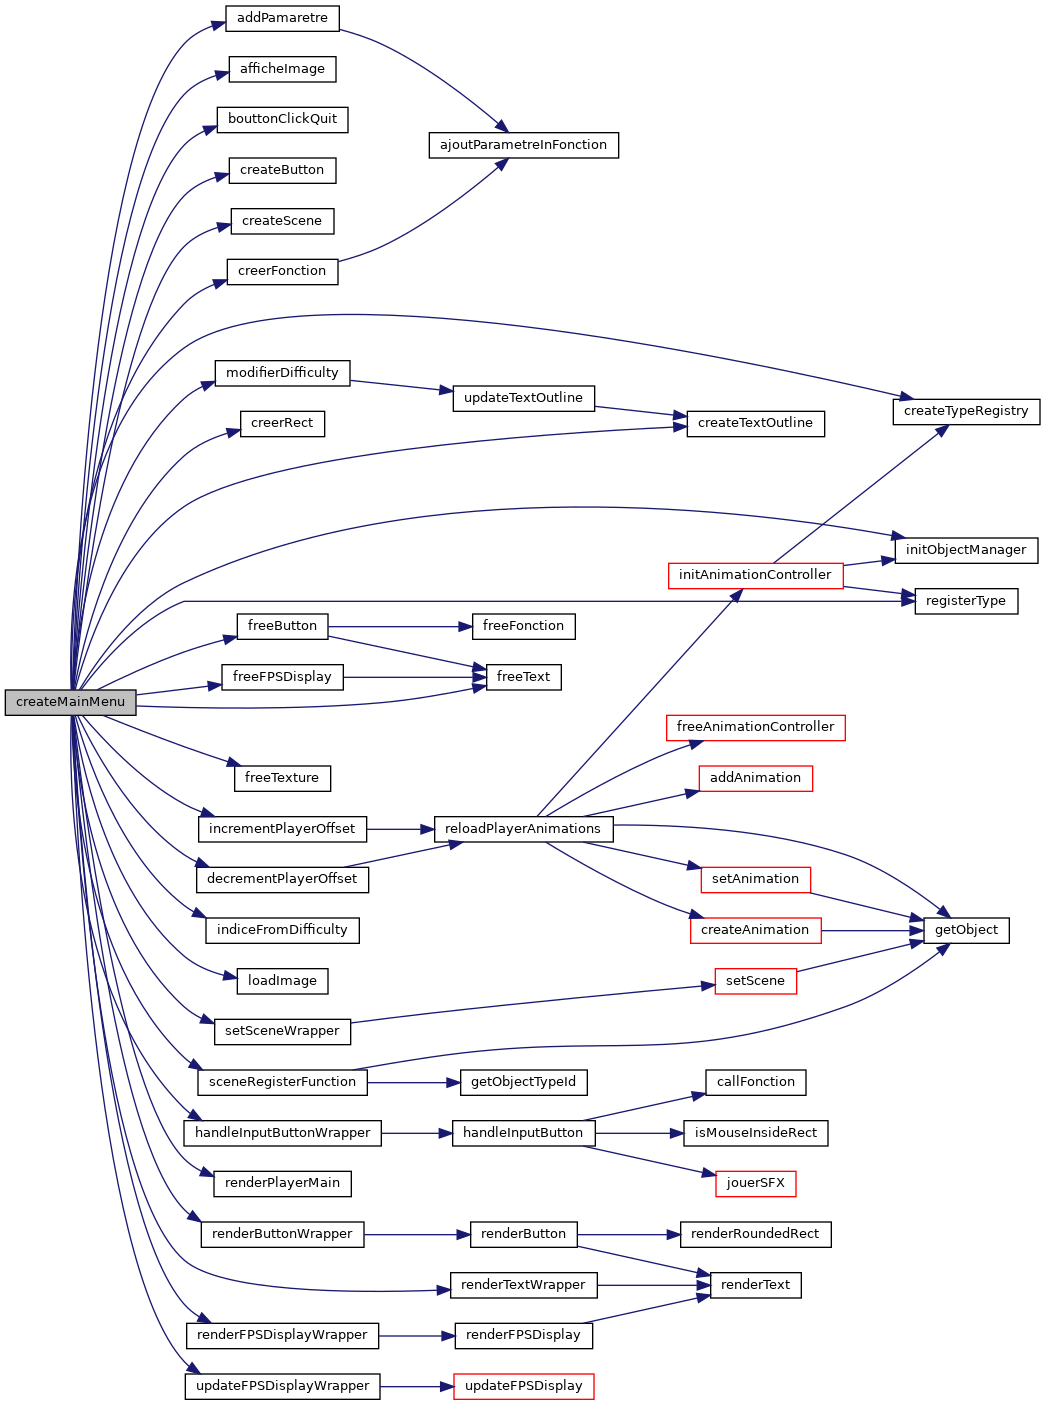 addPamaretre
afficheImage
bouttonClickQuit
ajoutParametreInFonction
createButton
createScene
creerFonction
modifierDifficulty
updateTextOutline
createTypeRegistry
creerRect
createTextOutline
initObjectManager
initAnimationController
registerType
freeButton
freeFonction
freeFPSDisplay
freeText
createMainMenu
freeAnimationController
freeTexture
addAnimation
incrementPlayerOffset
reloadPlayerAnimations
decrementPlayerOffset
setAnimation
indiceFromDifficulty
createAnimation
getObject
loadImage
setScene
setSceneWrapper
sceneRegisterFunction
getObjectTypeId
callFonction
handleInputButtonWrapper
handleInputButton
isMouseInsideRect
renderPlayerMain
jouerSFX
renderButtonWrapper
renderButton
renderRoundedRect
renderTextWrapper
renderText
renderFPSDisplayWrapper
renderFPSDisplay
updateFPSDisplayWrapper
updateFPSDisplay